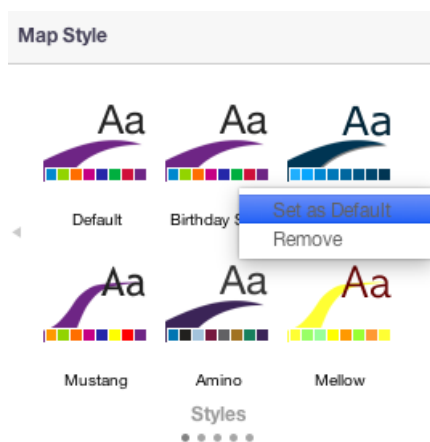 Map Style
Aa Aa Aa
Default Birthday S
Set as Default
Remove
Aa Aa Aa
Mustang Amino Mellow
Styles